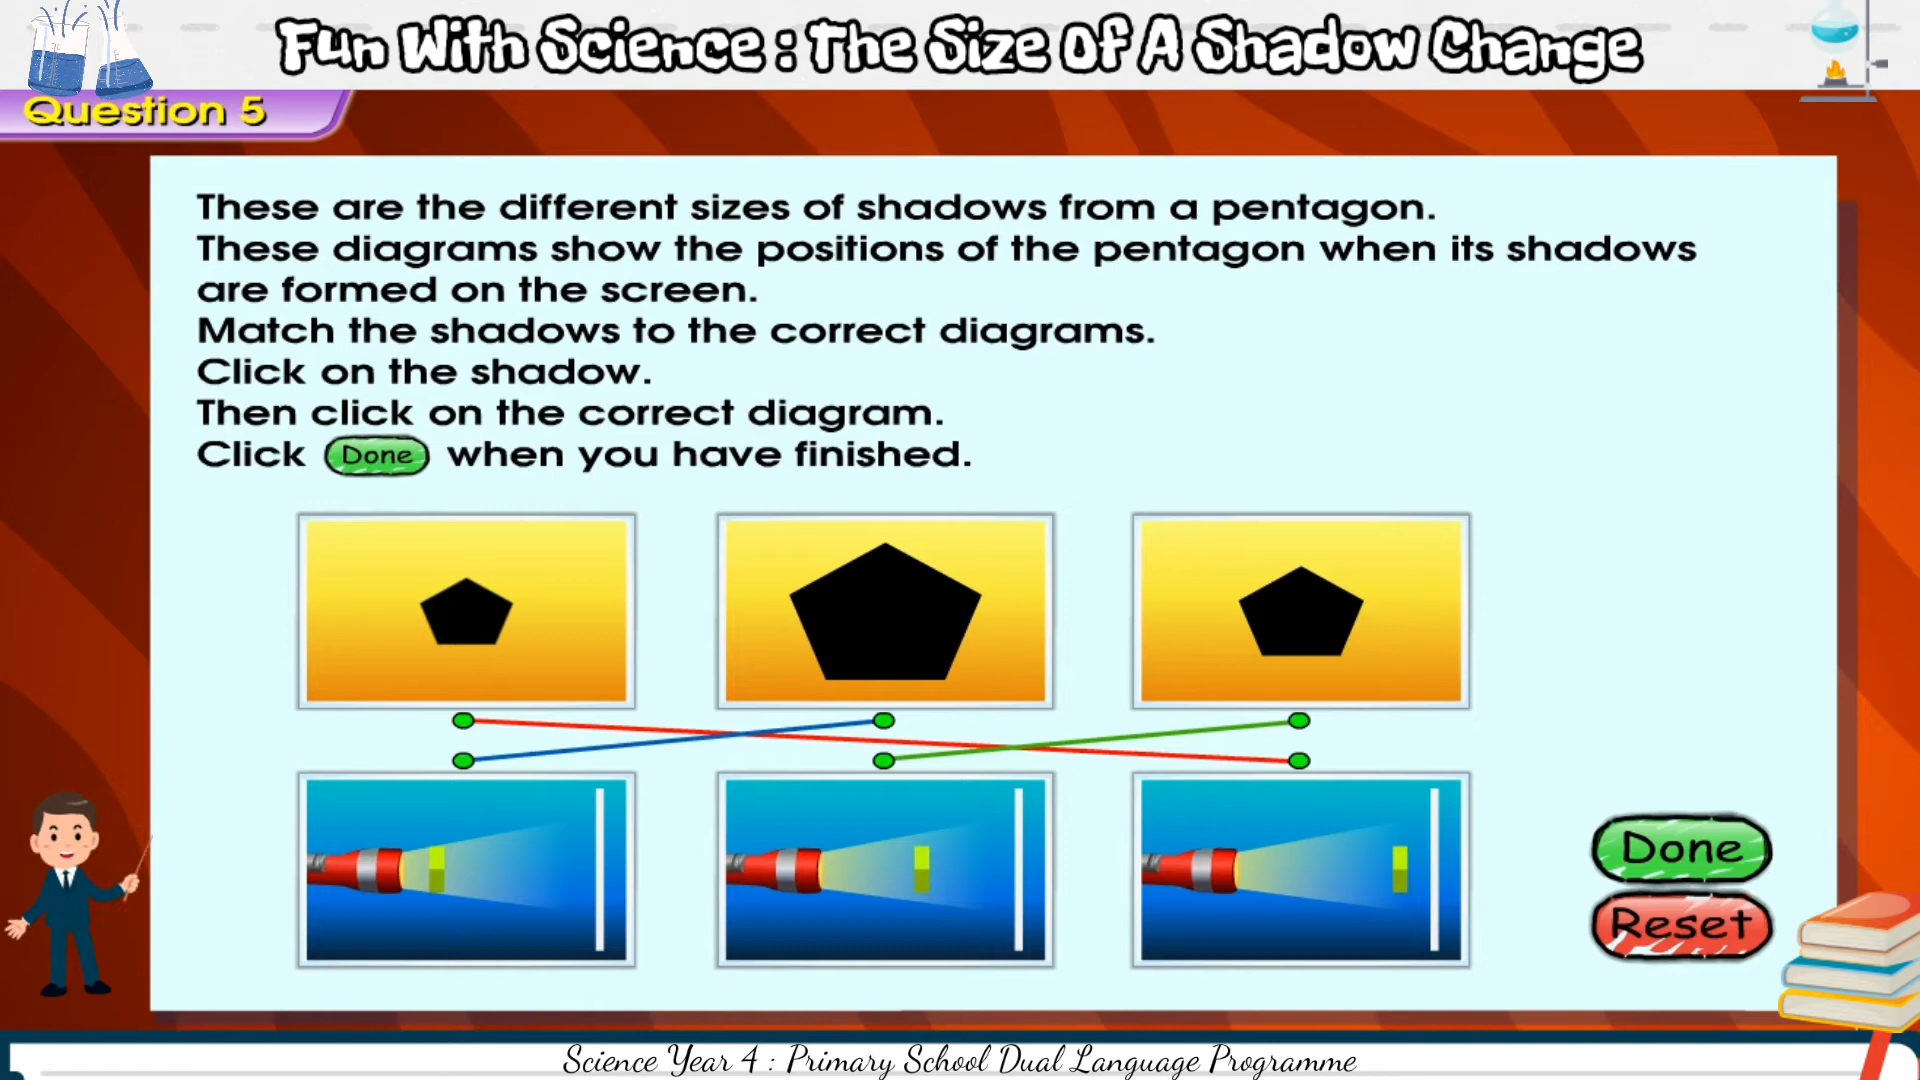 Fun With Science : The Size Of A Shadow Change
Question 5
These are the different sizes of shadows from a pentagon.
These diagrams show the positions of the pentagon when its shadows
are formed on the screen.
Match the shadows to the correct diagrams.
Click on the shadow.
Then click on the correct diagram.
Click Done when you have finished.
Done
Reset
Science Year 4 : Primary School Dual Language Programme